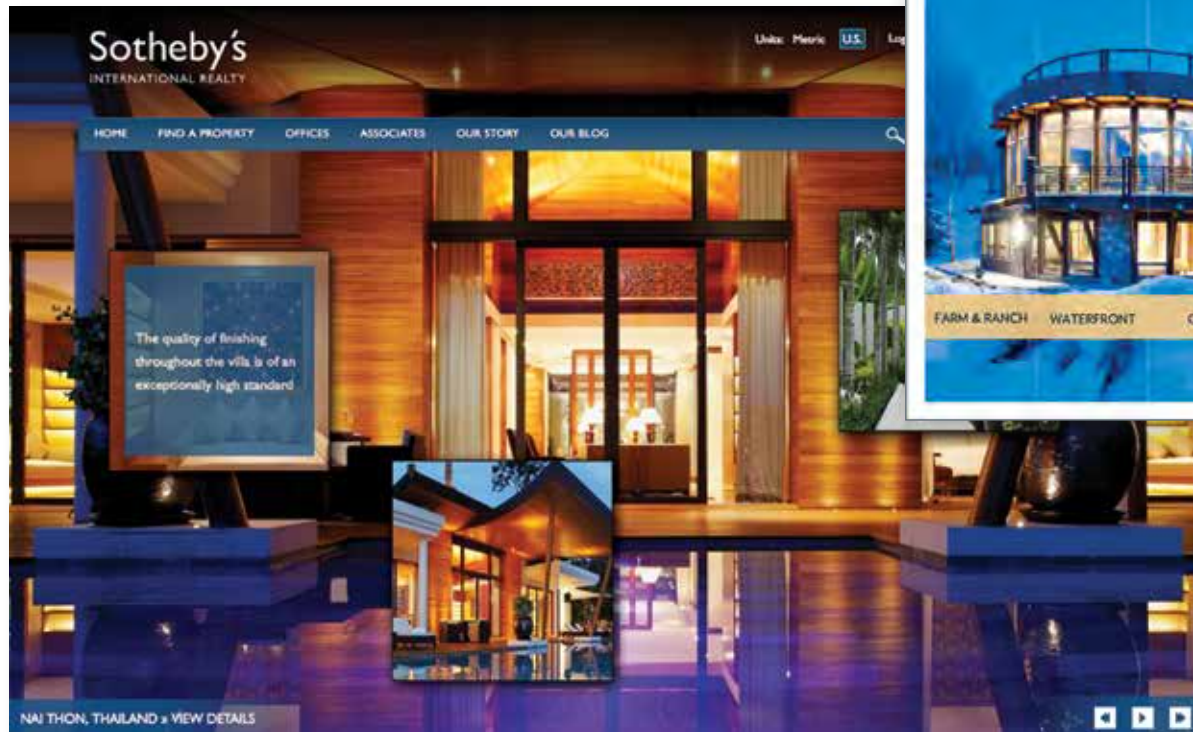 Sotheby's
INTERNATIONAL REALTY
Units: Metric U.S.
HOME FIND A PROPERTY OFFICES ASSOCIATES OUR STORY OUR BLOG
The quality of finishing
throughout the villa is of an
exceptionally high standard
FARM & RANCH WATERFRONT
NAI THON, THAILAND » VIEW DETAILS